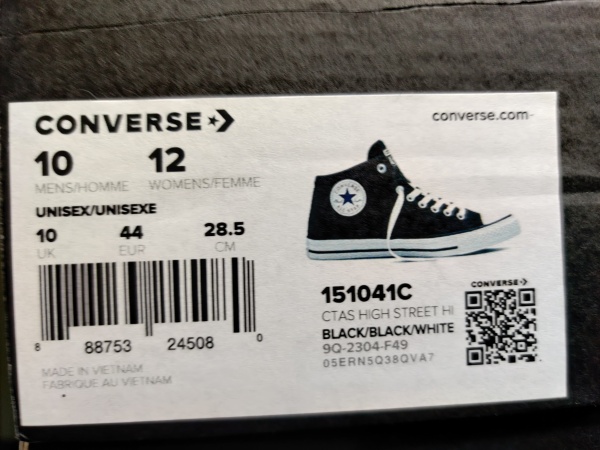 CONVERSE
converse.com
10 12
MENS/HOMME WOMENS/FEMME
UNISEX/UNISEXE
10 44 28.5
UK EUR CM
8 88753 24508 0
MADE IN VIETNAM
FABRIQUE AU VIETNAM
151041C
CTAS HIGH STREET HI
BLACK/BLACK/WHITE
9Q-2304-F49
05ERN5Q38QVA7
CONVERSE